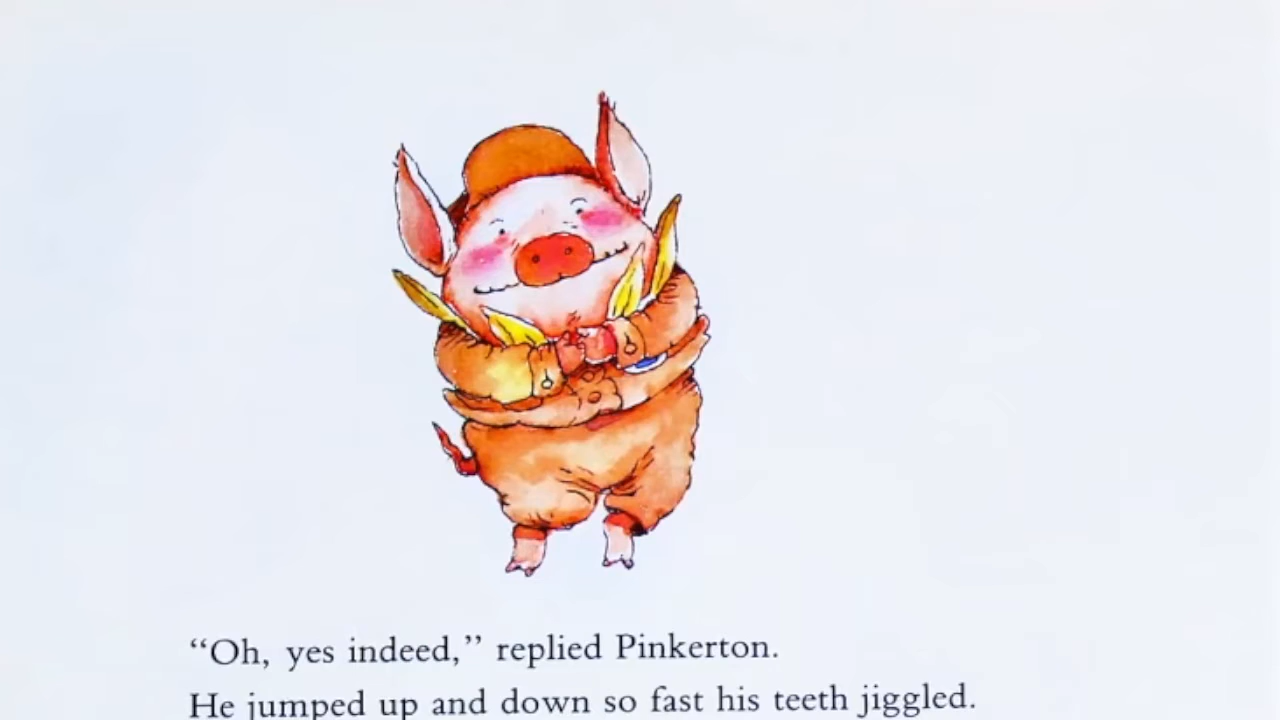 “Oh, yes indeed,” replied Pinkerton.
He jumped up and down so fast his teeth jiggled.